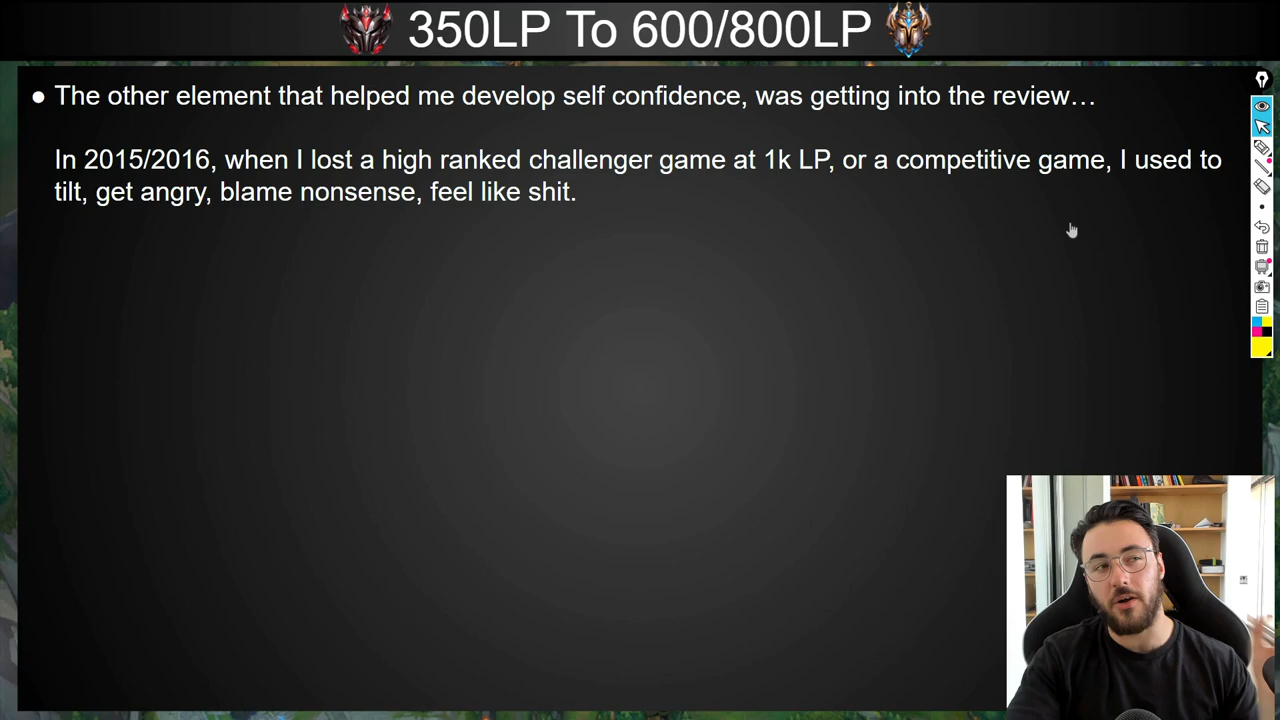 350LP To 600/800LP
● The other element that helped me develop self confidence, was getting into the review…
In 2015/2016, when I lost a high ranked challenger game at 1k LP, or a competitive game, I used to
tilt, get angry, blame nonsense, feel like shit.